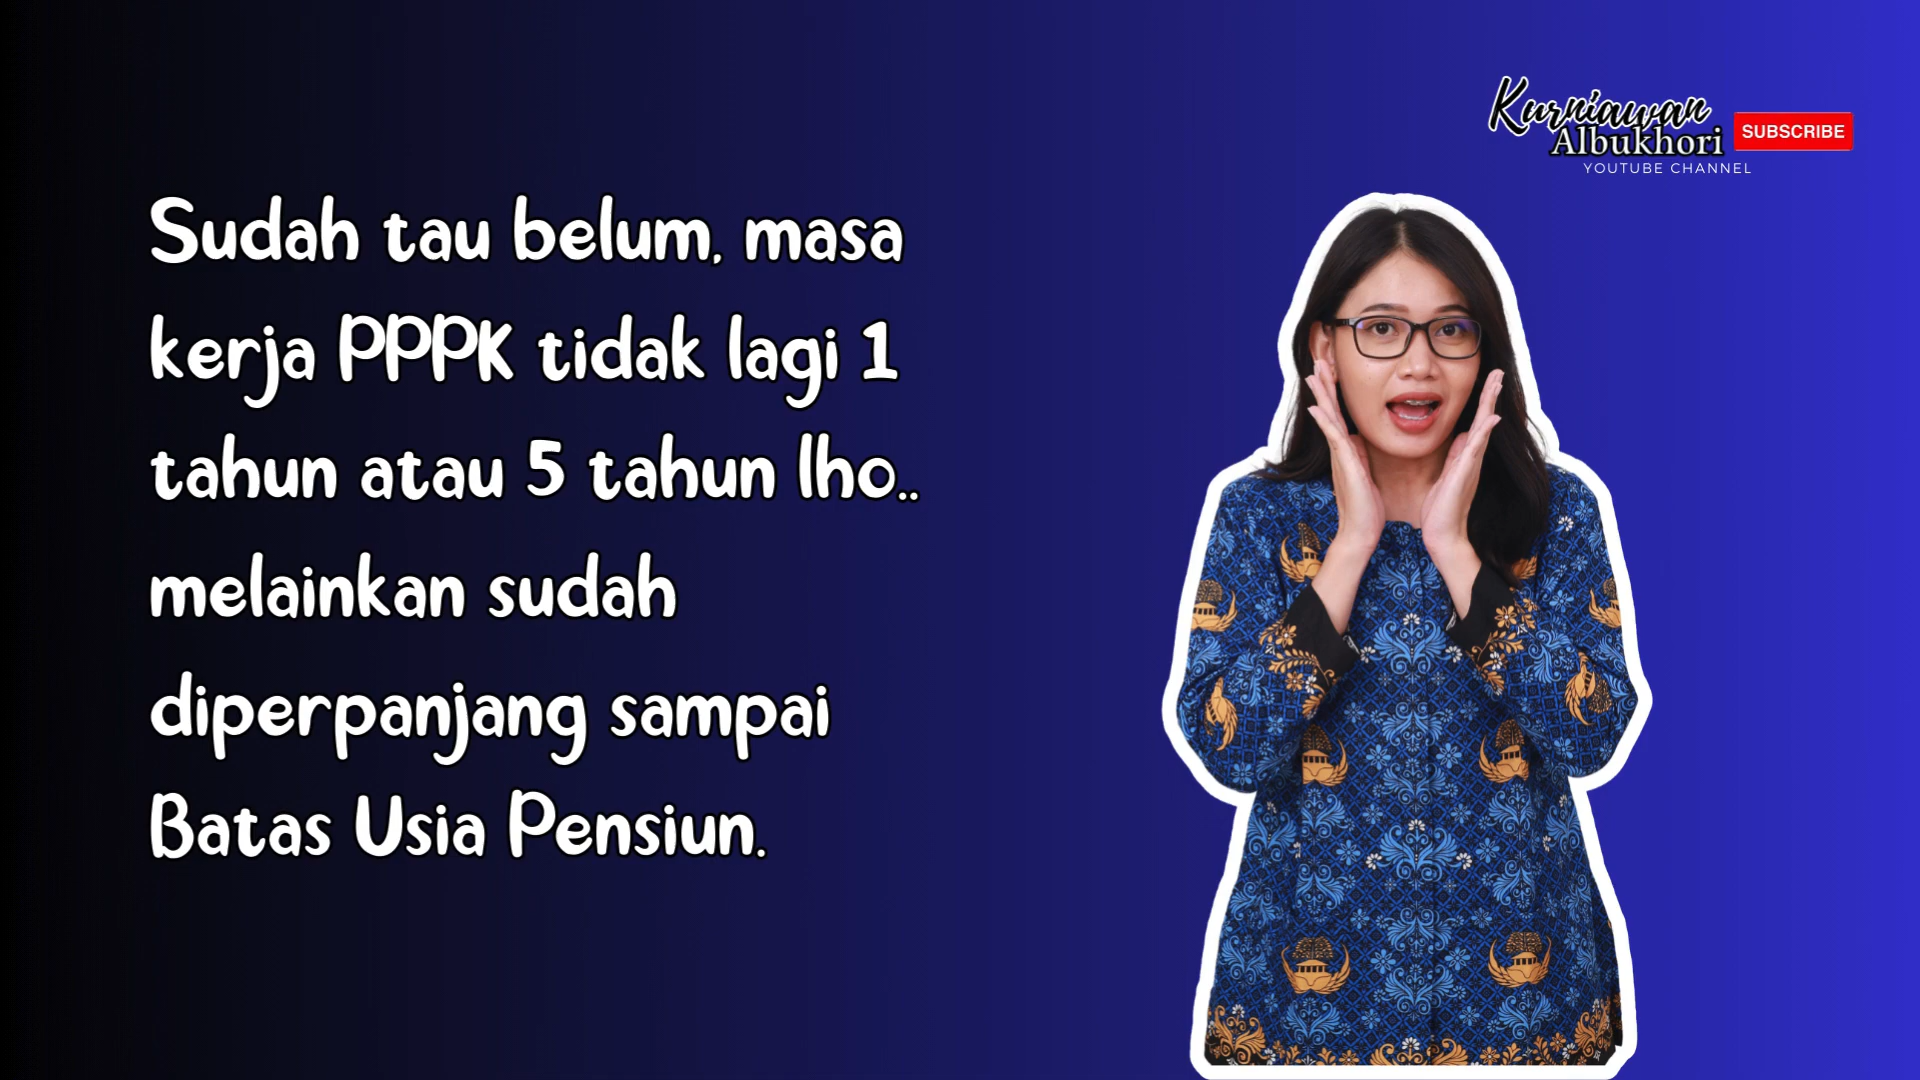 Kurniawan
Albukhori
SUBSCRIBE
YOUTUBE CHANNEL
Sudah tau belum, masa
kerja PPPK tidak lagi 1
tahun atau 5 tahun lho..
melainkan sudah
diperpanjang sampai
Batas Usia Pensiun.